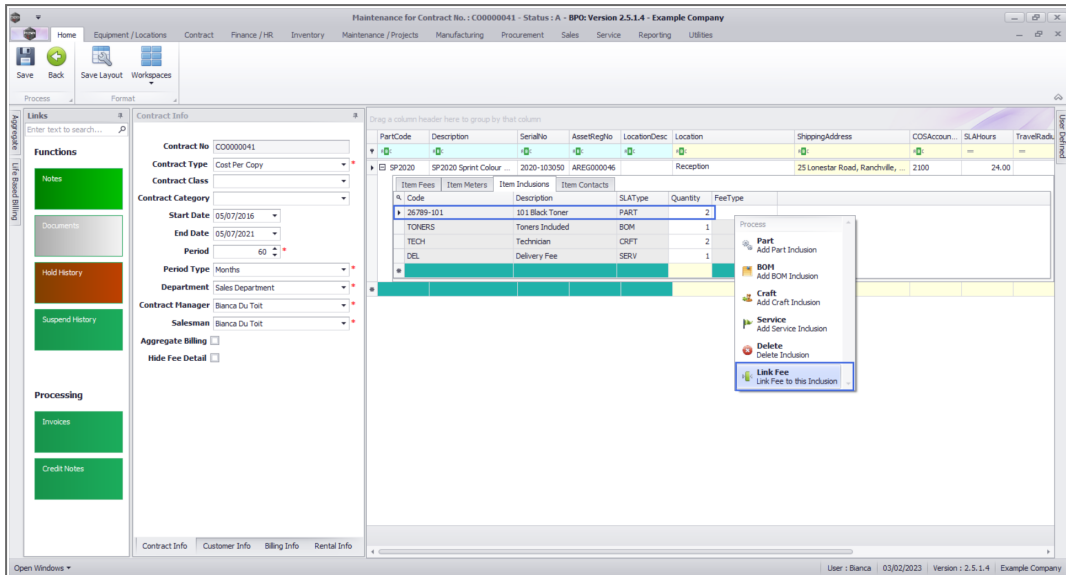 Maintenance for Contract No. : CO0000041 - Status : A - BPO: Version 2.5.1.4 - Example Company
Home Equipment / Locations Contract Finance / HR Inventory Maintenance / Projects Manufacturing Procurement Sales Service Reporting Utilities
Save Back Save Layout Workspaces
Process Format
Aggregate
Life Based Billing
Links
Enter text to search...
Functions
Notes
Documents
Hold History
Suspend History
Processing
Invoices
Credit Notes
Contract Info
Contract No CO0000041
Contract Type Cost Per Copy
Contract Class
Contract Category
Start Date 05/07/2016
End Date 05/07/2021
Period 60
Period Type Months
Department Sales Department
Contract Manager Bianca Du Toit
Salesman Bianca Du Toit
Aggregate Billing
Hide Fee Detail
Contract Info Customer Info Billing Info Rental Info
Drag a column header here to group by that column
PartCode Description SerialNo AssetRegNo LocationDesc Location ShippingAddress COSAccoun... SLAHours TravelRadiu
SP2020 SP2020 Sprint Colour ... 2020-103050 AREG000046 Reception 25 Lonestar Road, Ranchville, ... 2100 24.00
Item Fees Item Meters Item Inclusions Item Contacts
Code Description SLAType Quantity FeeType
26789-101 101 Black Toner PART 2
TONERS Toners Included BOM 1
TECH Technician CRFT 2
DEL Delivery Fee SERV 1
Process
Part
Add Part Inclusion
BOM
Add BOM Inclusion
Craft
Add Craft Inclusion
Service
Add Service Inclusion
Delete
Delete Inclusion
Link Fee
Link Fee to this Inclusion
User Defined
Open Windows
User : Bianca 03/02/2023 Version : 2.5.1.4 Example Company